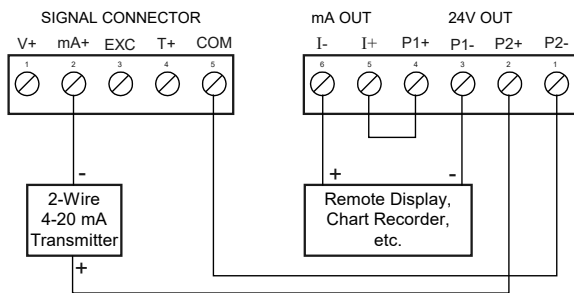 SIGNAL CONNECTOR
mA OUT 24V OUT
V+ mA+ EXC T+ COM
I- I+ P1+ P1- P2+ P2-
1 2 3 4 5
6 5 4 3 2 1
-
+ -
2-Wire
4-20 mA
Transmitter
Remote Display,
Chart Recorder,
etc.
+